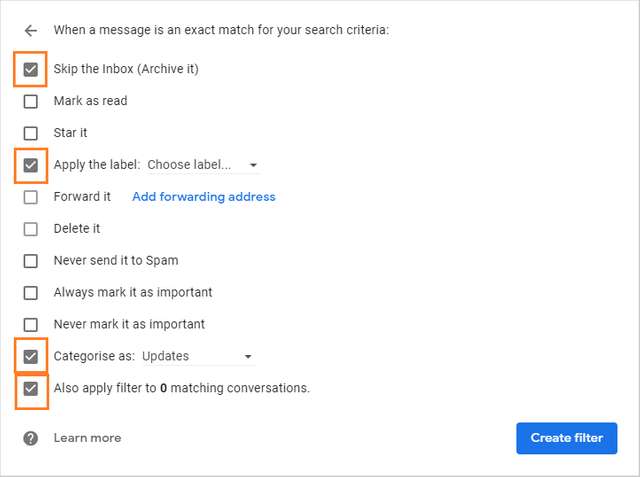 When a message is an exact match for your search criteria:
Skip the Inbox (Archive it)
Mark as read
Star it
Apply the label: Choose label...
Forward it Add forwarding address
Delete it
Never send it to Spam
Always mark it as important
Never mark it as important
Categorise as: Updates
Also apply filter to 0 matching conversations.
? Learn more Create filter